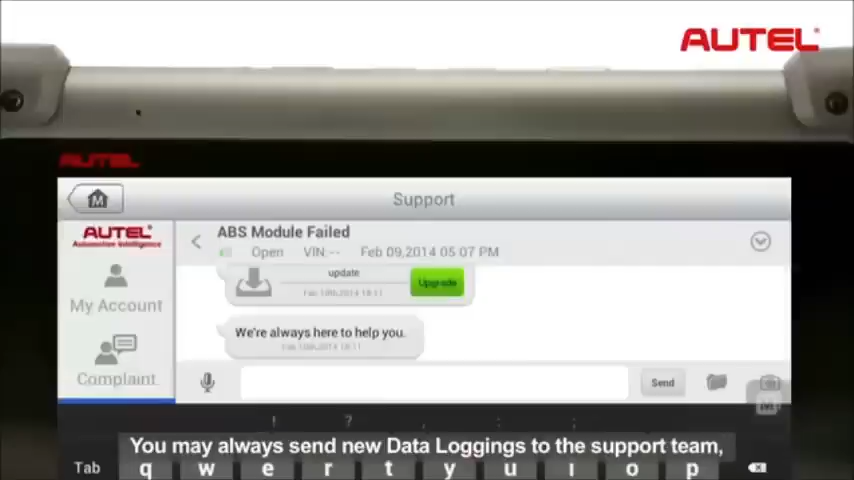 AUTEL
AUTEL
Support
M
AUTEL
Automotive Intelligence
ABS Module Failed
Open VIN:-- Feb 09,2014 05:07 PM
My Account
update
Upgrade
We're always here to help you.
Complaint
Send
! ? , : ;
You may always send new Data Loggings to the support team,
Tab q w e r t y u i o p